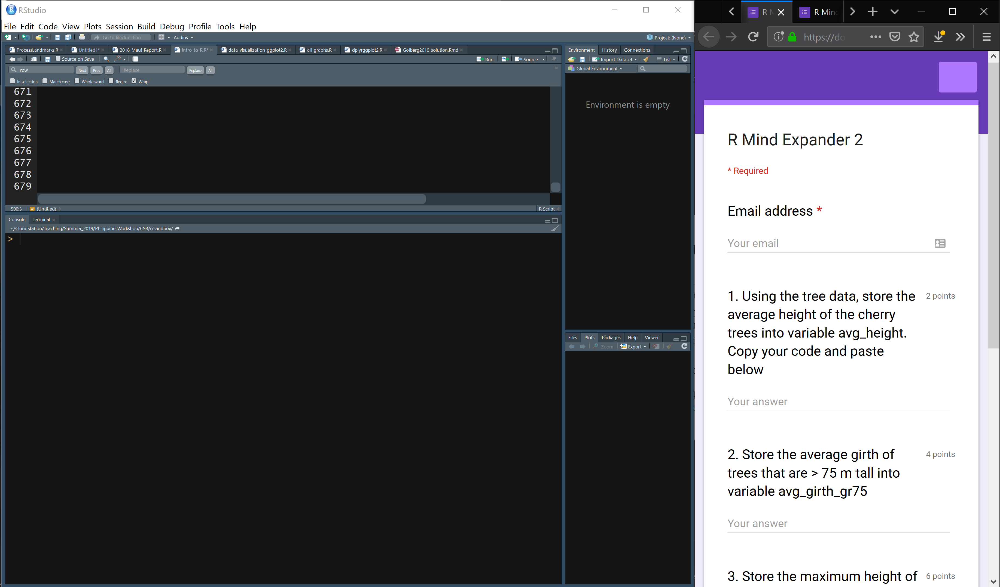 RStudio
File Edit Code View Plots Session Build Debug Profile Tools Help
Go to file/function
Addins
Project: (None)
ProcessLandmarks.R
Untitled1*
2018_Maui_Report.R
intro_to_R.R*
data_visualization_ggplot2.R
all_graphs.R
dplyrggplot2.R
Golberg2010_solution.Rmd
Source on Save
Run
Source
row
Next
Prev
All
Replace
Replace
All
In selection
Match case
Whole word
Regex
Wrap
671
672
673
674
675
676
677
678
679
590:3
(Untitled)
R Script
Console
Terminal
~/CloudStation/Teaching/Summer_2019/PhilippinesWorkshop/CSB/r/sandbox/
>
Environment
History
Connections
Import Dataset
List
Global Environment
Environment is empty
Files
Plots
Packages
Help
Viewer
Zoom
Export
R
R Minc
https://do
R Mind Expander 2
* Required
Email address *
Your email
1. Using the tree data, store the
2 points
average height of the cherry
trees into variable avg_height.
Copy your code and paste
below
Your answer
2. Store the average girth of
4 points
trees that are > 75 m tall into
variable avg_girth_gr75
Your answer
3. Store the maximum height of
6 points